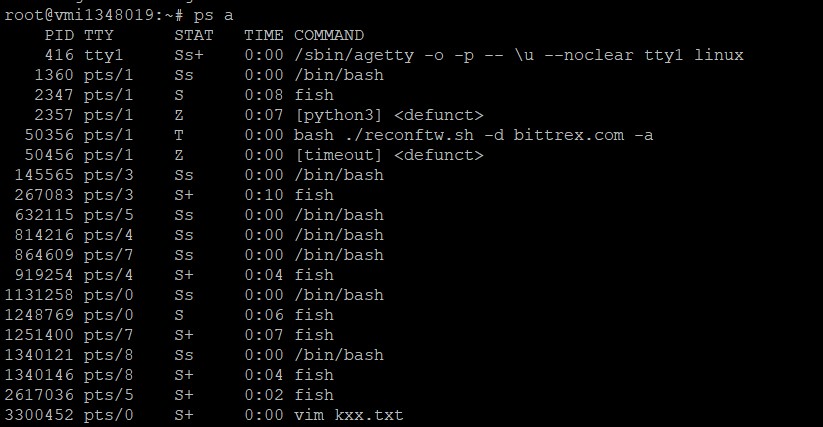 root@vmi1348019:~# ps a
PID TTY STAT TIME COMMAND
416 tty1 Ss+ 0:00 /sbin/agetty -o -p -- \u --noclear tty1 linux
1360 pts/1 Ss 0:00 /bin/bash
2347 pts/1 S 0:08 fish
2357 pts/1 Z 0:07 [python3] <defunct>
50356 pts/1 T 0:00 bash ./reconftw.sh -d bittrex.com -a
50456 pts/1 Z 0:00 [timeout] <defunct>
145565 pts/3 Ss 0:00 /bin/bash
267083 pts/3 S+ 0:10 fish
632115 pts/5 Ss 0:00 /bin/bash
814216 pts/4 Ss 0:00 /bin/bash
864609 pts/7 Ss 0:00 /bin/bash
919254 pts/4 S+ 0:04 fish
1131258 pts/0 Ss 0:00 /bin/bash
1248769 pts/0 S 0:06 fish
1251400 pts/7 S+ 0:07 fish
1340121 pts/8 Ss 0:00 /bin/bash
1340146 pts/8 S+ 0:04 fish
2617036 pts/5 S+ 0:02 fish
3300452 pts/0 S+ 0:00 vim kxx.txt